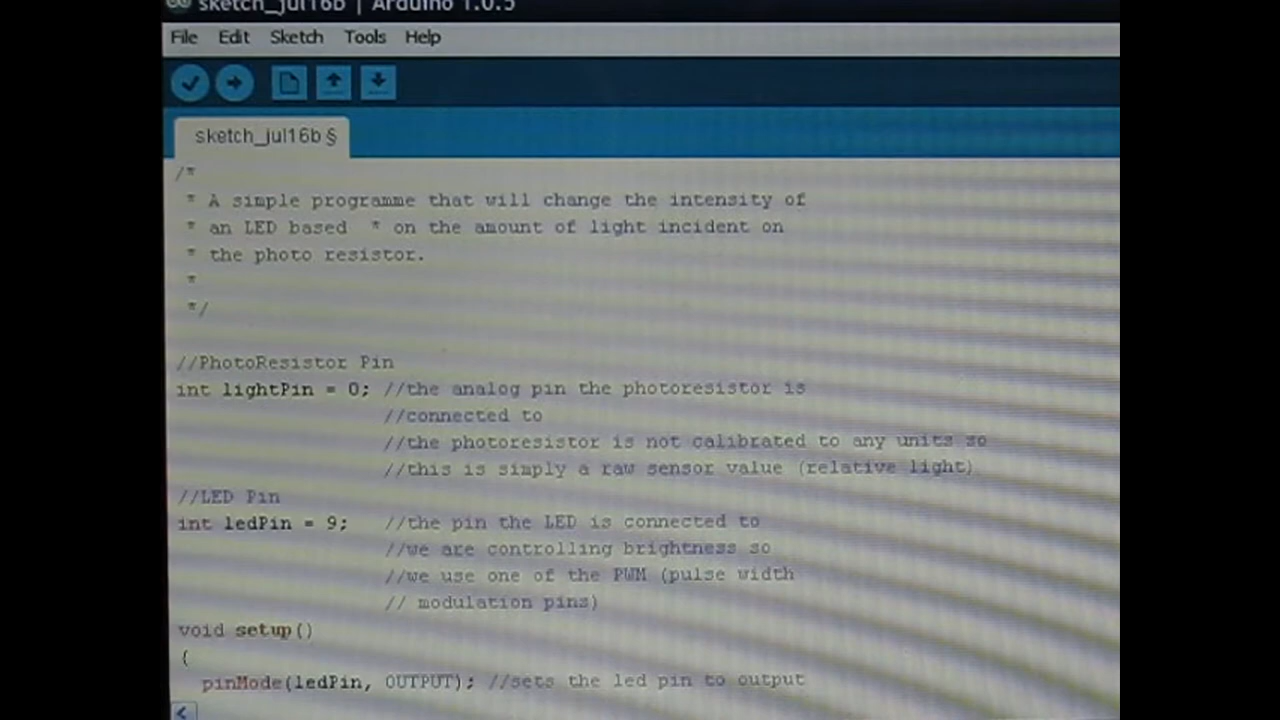 sketch_jul16b | Arduino 1.0.5
File Edit Sketch Tools Help
sketch_jul16b §
/*
* A simple programme that will change the intensity of
* an LED based  * on the amount of light incident on
* the photo resistor.
*
*/
//PhotoResistor Pin
int lightPin = 0; //the analog pin the photoresistor is
//connected to
//the photoresistor is not calibrated to any units so
//this is simply a raw sensor value (relative light)
//LED Pin
int ledPin = 9;   //the pin the LED is connected to
//we are controlling brightness so
//we use one of the PWM (pulse width
// modulation pins)
void setup()
{
pinMode(ledPin, OUTPUT); //sets the led pin to output